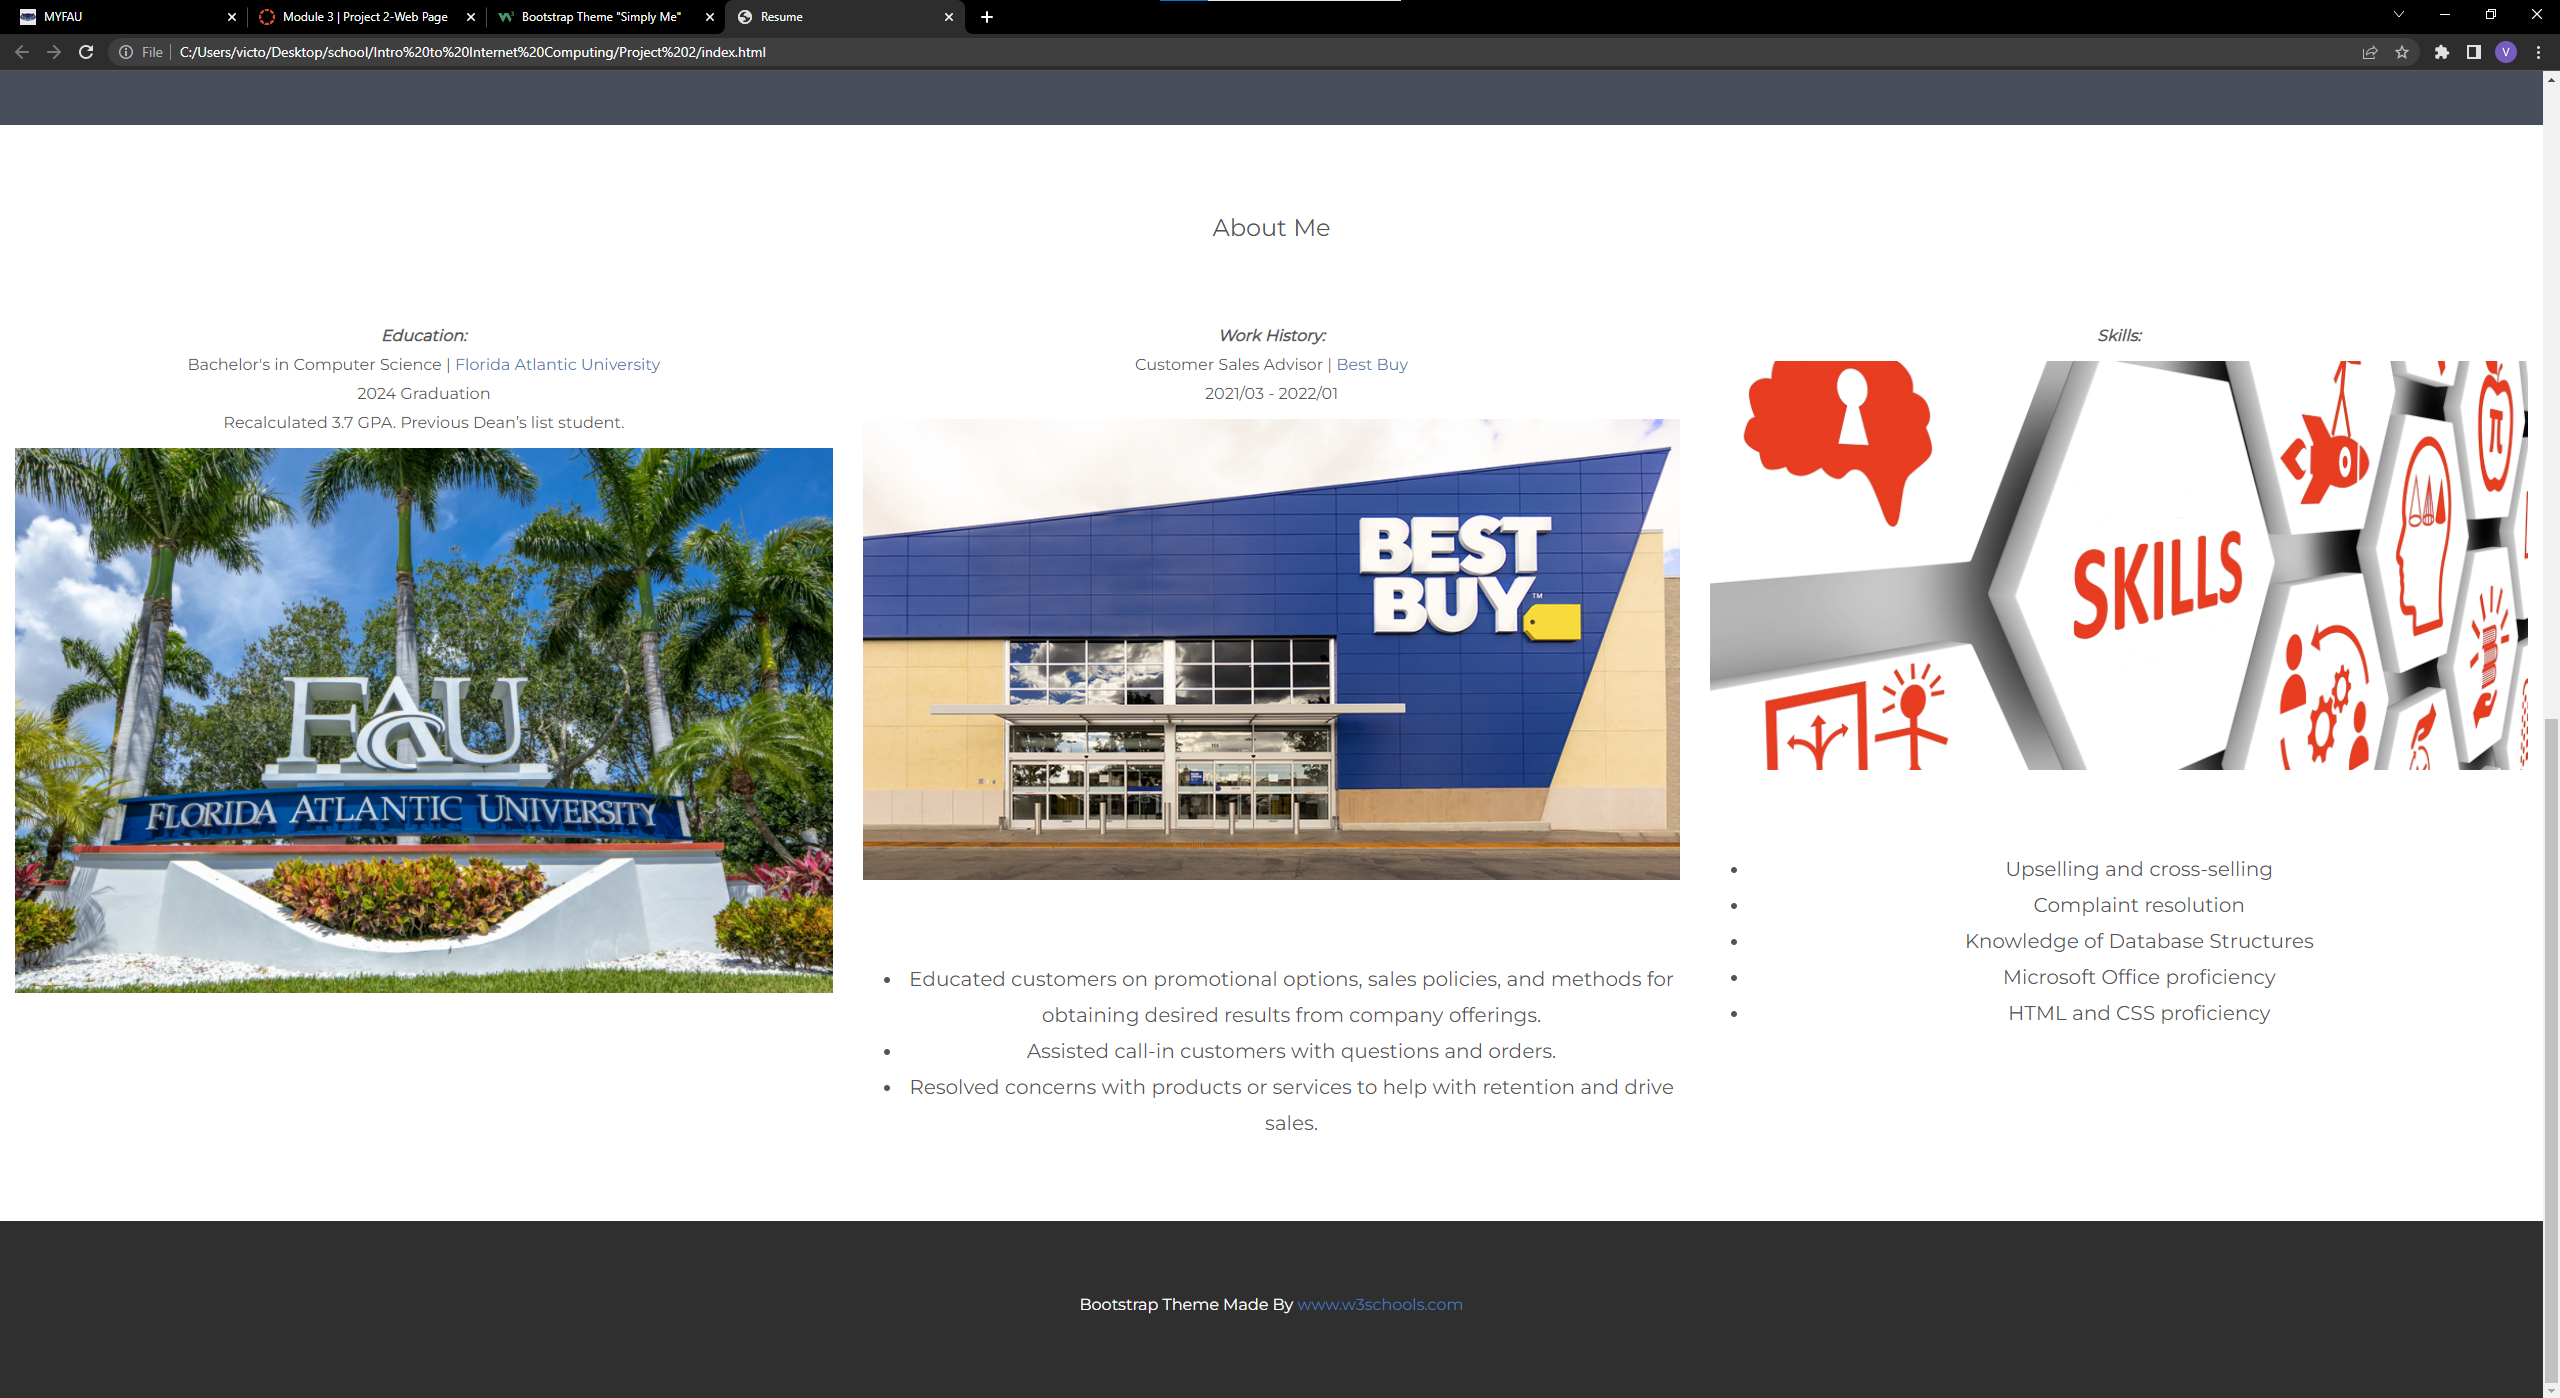 MYFAU
Module 3 | Project 2-Web Page
Bootstrap Theme "Simply Me"
Resume
File
C:/Users/victo/Desktop/school/Intro%20to%20Internet%20Computing/Project%202/index.html
V
About Me
Education:
Bachelor's in Computer Science | Florida Atlantic University
2024 Graduation
Recalculated 3.7 GPA. Previous Dean’s list student.
FAU
FLORIDA ATLANTIC UNIVERSITY
Work History:
Customer Sales Advisor | Best Buy
2021/03 - 2022/01
BEST
BUY™
• Educated customers on promotional options, sales policies, and methods for
obtaining desired results from company offerings.
• Assisted call-in customers with questions and orders.
• Resolved concerns with products or services to help with retention and drive
sales.
Skills:
SKILLS
π
• Upselling and cross-selling
• Complaint resolution
• Knowledge of Database Structures
• Microsoft Office proficiency
• HTML and CSS proficiency
Bootstrap Theme Made By www.w3schools.com